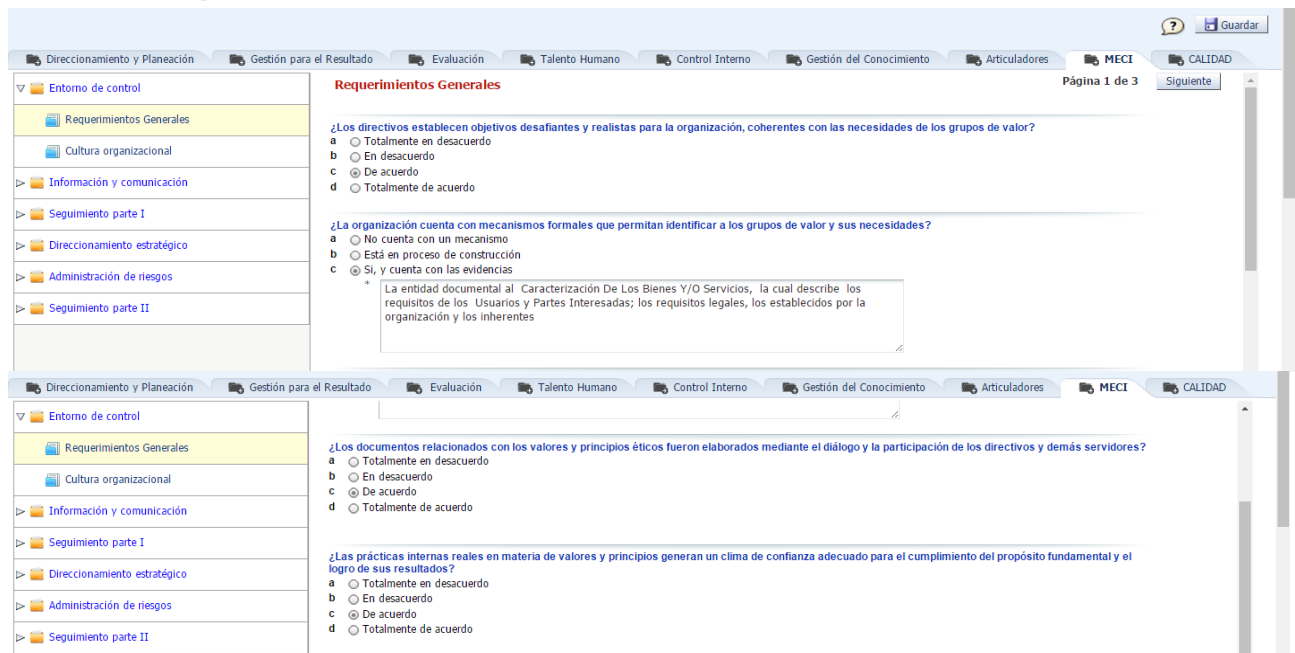 ? Guardar
Direccionamiento y Planeación Gestión para el Resultado Evaluación Talento Humano Control Interno Gestión del Conocimiento Articuladores MECI CALIDAD
Entorno de control
Requerimientos Generales
Cultura organizacional
Información y comunicación
Seguimiento parte I
Direccionamiento estratégico
Administración de riesgos
Seguimiento parte II
Requerimientos Generales
Página 1 de 3 Siguiente
¿Los directivos establecen objetivos desafiantes y realistas para la organización, coherentes con las necesidades de los grupos de valor?
a Totalmente en desacuerdo
b En desacuerdo
c De acuerdo
d Totalmente de acuerdo
¿La organización cuenta con mecanismos formales que permitan identificar a los grupos de valor y sus necesidades?
a No cuenta con un mecanismo
b Está en proceso de construcción
c Si, y cuenta con las evidencias
* La entidad documental al Caracterización De Los Bienes Y/O Servicios, la cual describe los
requisitos de los Usuarios y Partes Interesadas; los requisitos legales, los establecidos por la
organización y los inherentes
Direccionamiento y Planeación Gestión para el Resultado Evaluación Talento Humano Control Interno Gestión del Conocimiento Articuladores MECI CALIDAD
Entorno de control
Requerimientos Generales
Cultura organizacional
Información y comunicación
Seguimiento parte I
Direccionamiento estratégico
Administración de riesgos
Seguimiento parte II
¿Los documentos relacionados con los valores y principios éticos fueron elaborados mediante el diálogo y la participación de los directivos y demás servidores?
a Totalmente en desacuerdo
b En desacuerdo
c De acuerdo
d Totalmente de acuerdo
¿Las prácticas internas reales en materia de valores y principios generan un clima de confianza adecuado para el cumplimiento del propósito fundamental y el
logro de sus resultados?
a Totalmente en desacuerdo
b En desacuerdo
c De acuerdo
d Totalmente de acuerdo